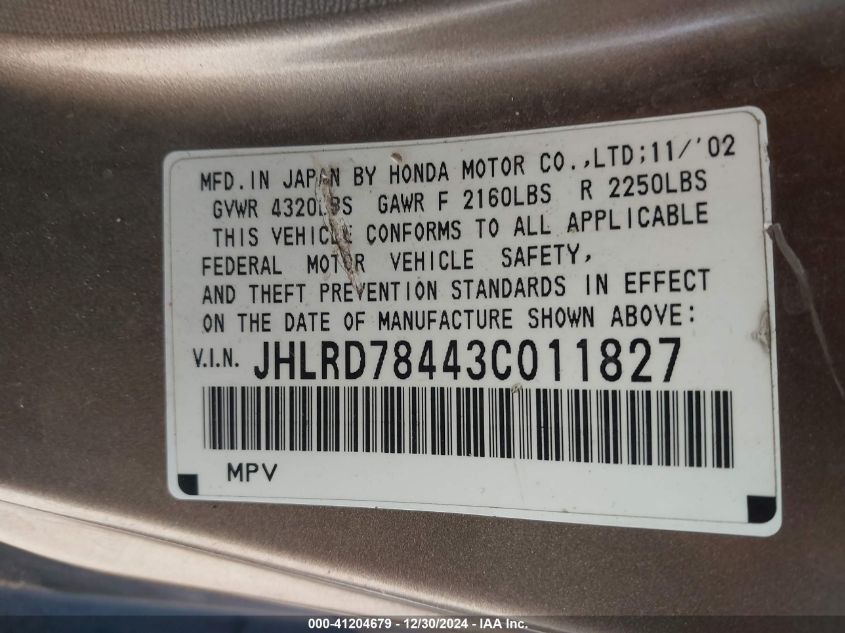 MFD. IN JAPAN BY HONDA MOTOR CO., LTD; 11/'02
GVWR 4320LBS GAWR F 2160LBS R 2250LBS
THIS VEHICLE CONFORMS TO ALL APPLICABLE
FEDERAL MOTOR VEHICLE SAFETY,
AND THEFT PREVENTION STANDARDS IN EFFECT
ON THE DATE OF MANUFACTURE SHOWN ABOVE:
V.I.N. JHLRD78443C011827
MPV
000-41204679 - 12/30/2024 - IAA Inc.